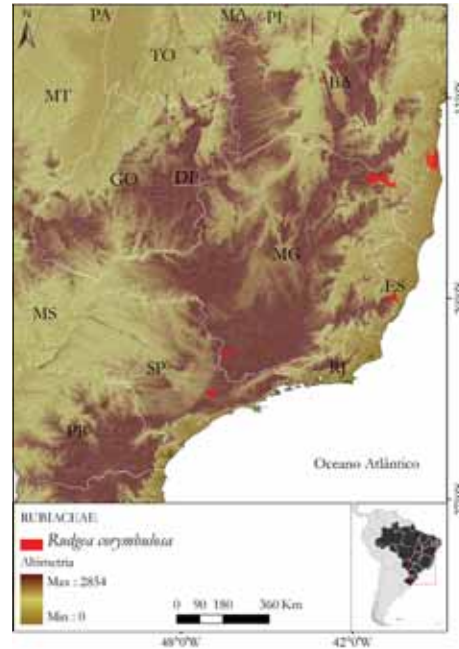 N
PA
MA
PI
TO
BA
MT
GO
DF
MG
ES
MS
SP
RJ
PR
Oceano Atlântico
RUBIACEAE
Rudgea corymbulosa
Altimetria
Max : 2854
Min : 0
0 90 180 360 Km
48°0'W 42°0'W